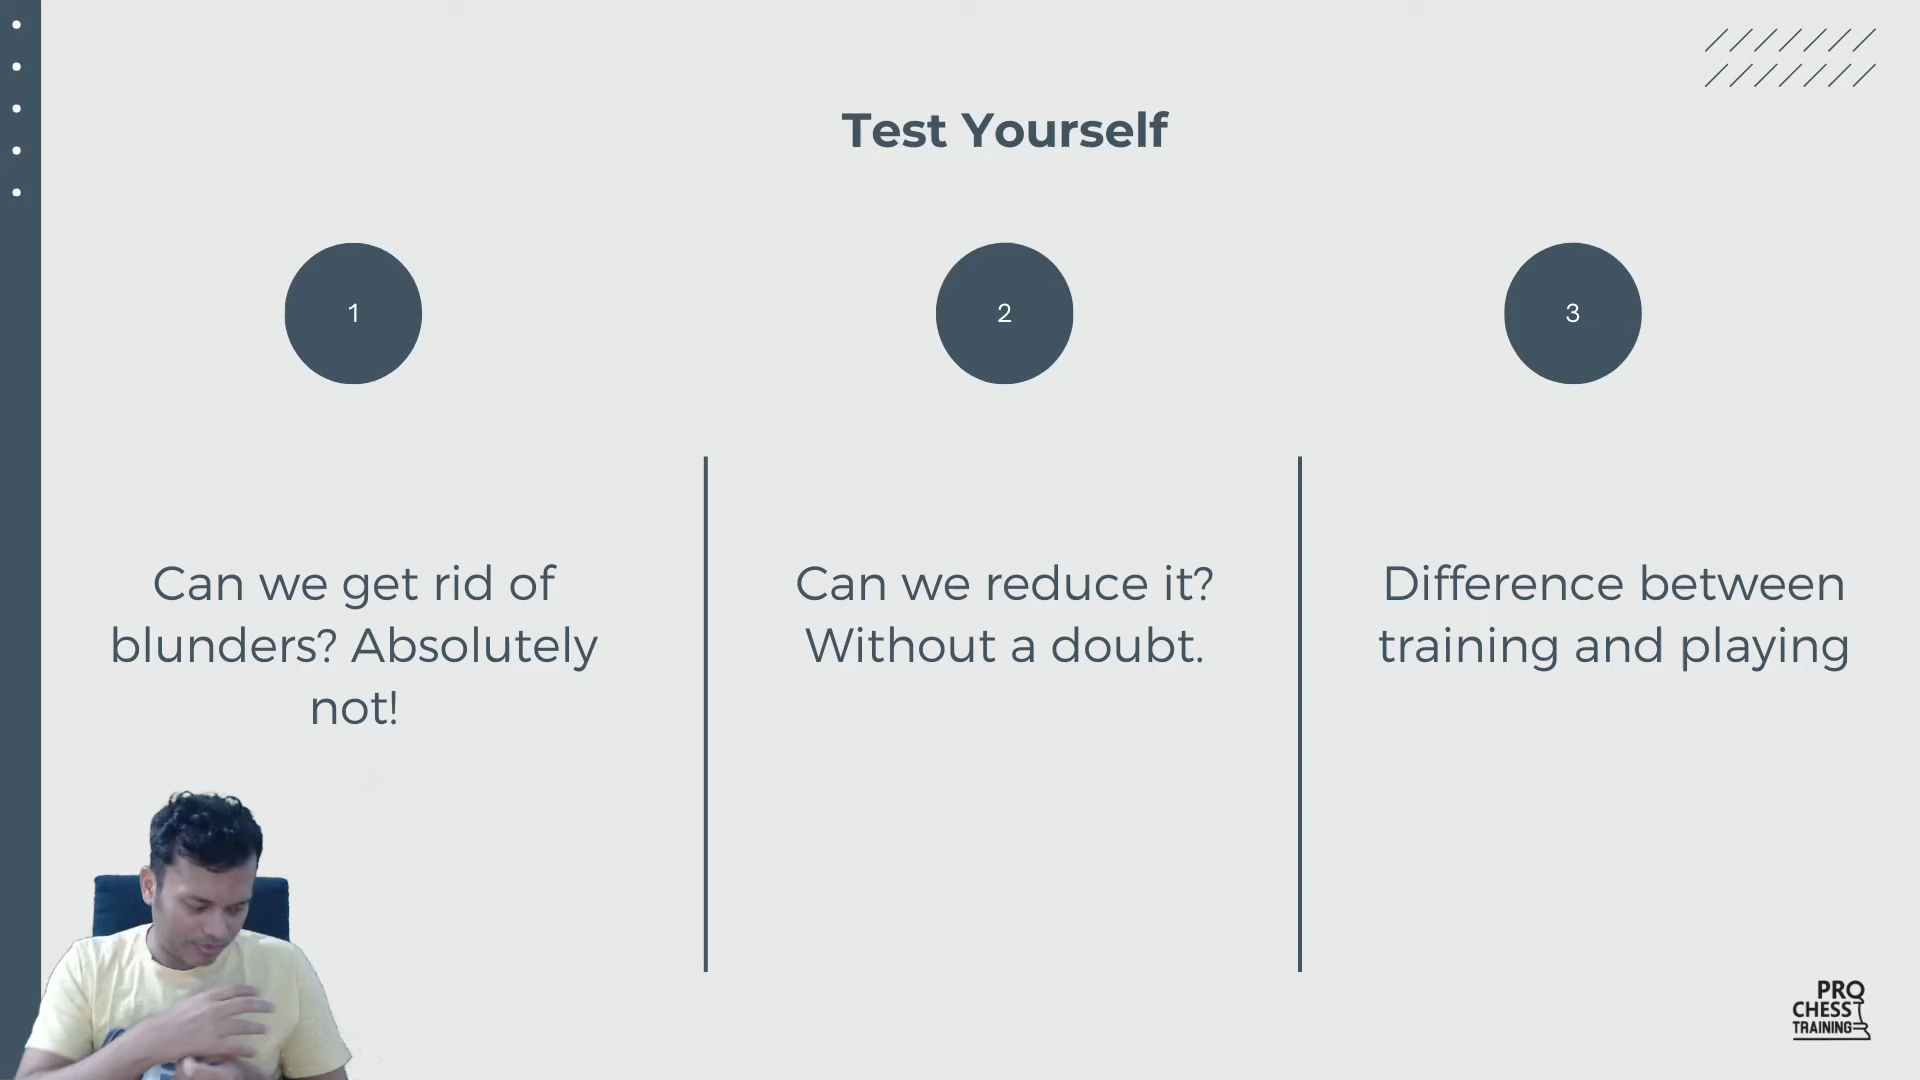 Test Yourself
1
2
3
Can we get rid of
blunders? Absolutely
not!
Can we reduce it?
Without a doubt.
Difference between
training and playing
PRO
CHESS
TRAINING